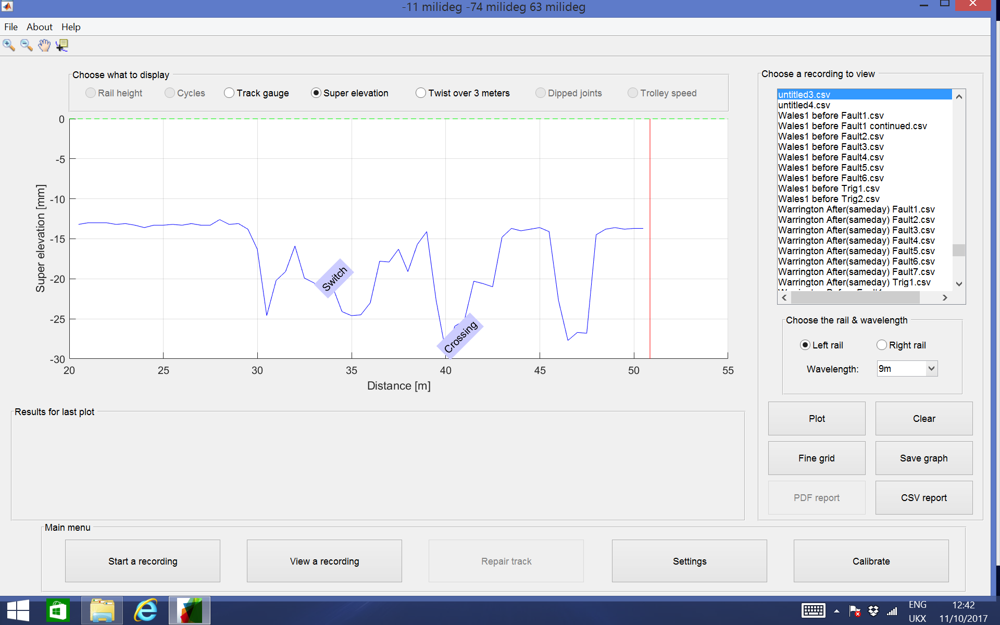 -11 milideg -74 milideg 63 milideg
File About Help
Choose what to display
Rail height Cycles Track gauge Super elevation Twist over 3 meters Dipped joints Trolley speed
0
-5
-10
-15
-20
-25
-30
Super elevation [mm]
Switch
Crossing
20 25 30 35 40 45 50 55
Distance [m]
Choose a recording to view
untitled3.csv
untitled4.csv
Wales1 before Fault1.csv
Wales1 before Fault1 continued.csv
Wales1 before Fault2.csv
Wales1 before Fault3.csv
Wales1 before Fault4.csv
Wales1 before Fault5.csv
Wales1 before Fault6.csv
Wales1 before Trig1.csv
Wales1 before Trig2.csv
Warrington After(sameday) Fault1.csv
Warrington After(sameday) Fault2.csv
Warrington After(sameday) Fault3.csv
Warrington After(sameday) Fault4.csv
Warrington After(sameday) Fault5.csv
Warrington After(sameday) Fault6.csv
Warrington After(sameday) Fault7.csv
Warrington After(sameday) Trig1.csv
Choose the rail & wavelength
Left rail Right rail
Wavelength: 9m
Plot Clear
Fine grid Save graph
PDF report CSV report
Results for last plot
Main menu
Start a recording View a recording Repair track Settings Calibrate
ENG 12:42
UKX 11/10/2017